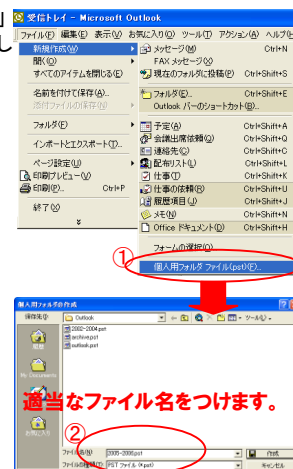 」
し
受信トレイ - Microsoft Outlook
ファイル(F) 編集(E) 表示(V) お気に入り(O) ツール(T) アクション(A) ヘルプ(H
新規作成(W)
開く(O)
すべてのアイテムを閉じる(E)
名前を付けて保存(A)...
添付ファイルの保存(N)
フォルダ(F)
インポートとエクスポート(T)...
ページ設定(U)
印刷プレビュー(V)
印刷(P)... Ctrl+P
終了(X)
メッセージ(M) Ctrl+N
FAX メッセージ(X)
現在のフォルダに投稿(P) Ctrl+Shift+S
フォルダ(E)... Ctrl+Shift+E
Outlook バーのショートカット(B)...
予定(A) Ctrl+Shift+A
会議出席依頼(Q) Ctrl+Shift+Q
連絡先(C) Ctrl+Shift+C
配布リスト(L) Ctrl+Shift+L
仕事(T) Ctrl+Shift+K
仕事の依頼(R) Ctrl+Shift+U
履歴項目(J) Ctrl+Shift+J
メモ(N) Ctrl+Shift+N
Office ドキュメント(D) Ctrl+Shift+H
フォームの選択(O)...
①
個人用フォルダ ファイル(pst)(F)...
個人用フォルダの作成
保存先(I): Outlook
ツール(L)
履歴
2002-2004.pst
archive.pst
outlook.pst
My Documents
適当なファイル名をつけます。
お気に入り
②
ファイル名(N): 2005-2006.pst 作成
ファイルの種類(T): PST ファイル (*.pst) キャンセル